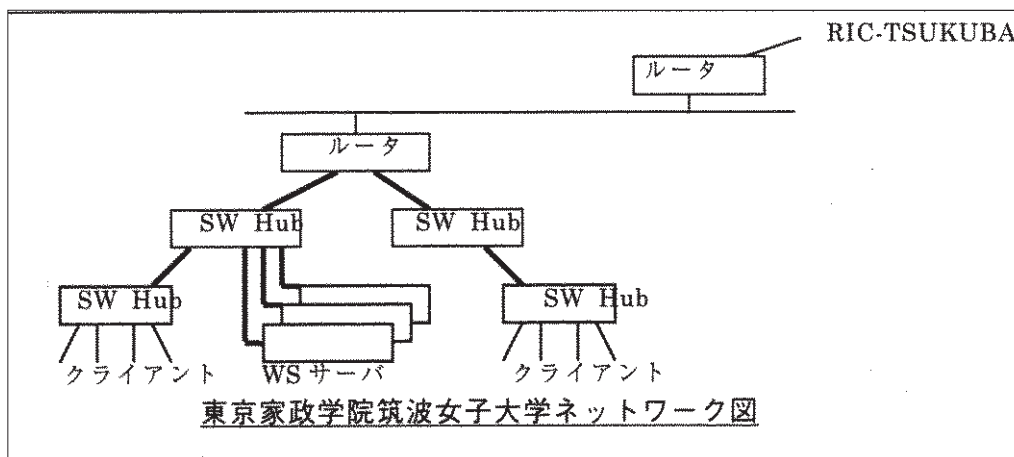 RIC-TSUKUBA
ルータ
ルータ
SW Hub
SW Hub
SW Hub
SW Hub
クライアント
WSサーバ
クライアント
東京家政学院筑波女子大学ネットワーク図